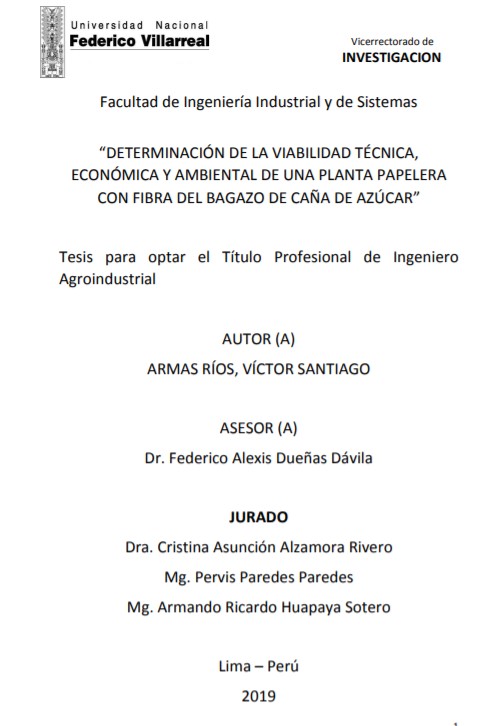 Universidad Nacional
Federico Villarreal
Vicerrectorado de
INVESTIGACION
Facultad de Ingeniería Industrial y de Sistemas
“DETERMINACIÓN DE LA VIABILIDAD TÉCNICA,
ECONÓMICA Y AMBIENTAL DE UNA PLANTA PAPELERA
CON FIBRA DEL BAGAZO DE CAÑA DE AZÚCAR”
Tesis para optar el Título Profesional de Ingeniero
Agroindustrial
AUTOR (A)
ARMAS RÍOS, VÍCTOR SANTIAGO
ASESOR (A)
Dr. Federico Alexis Dueñas Dávila
JURADO
Dra. Cristina Asunción Alzamora Rivero
Mg. Pervis Paredes Paredes
Mg. Armando Ricardo Huapaya Sotero
Lima – Perú
2019